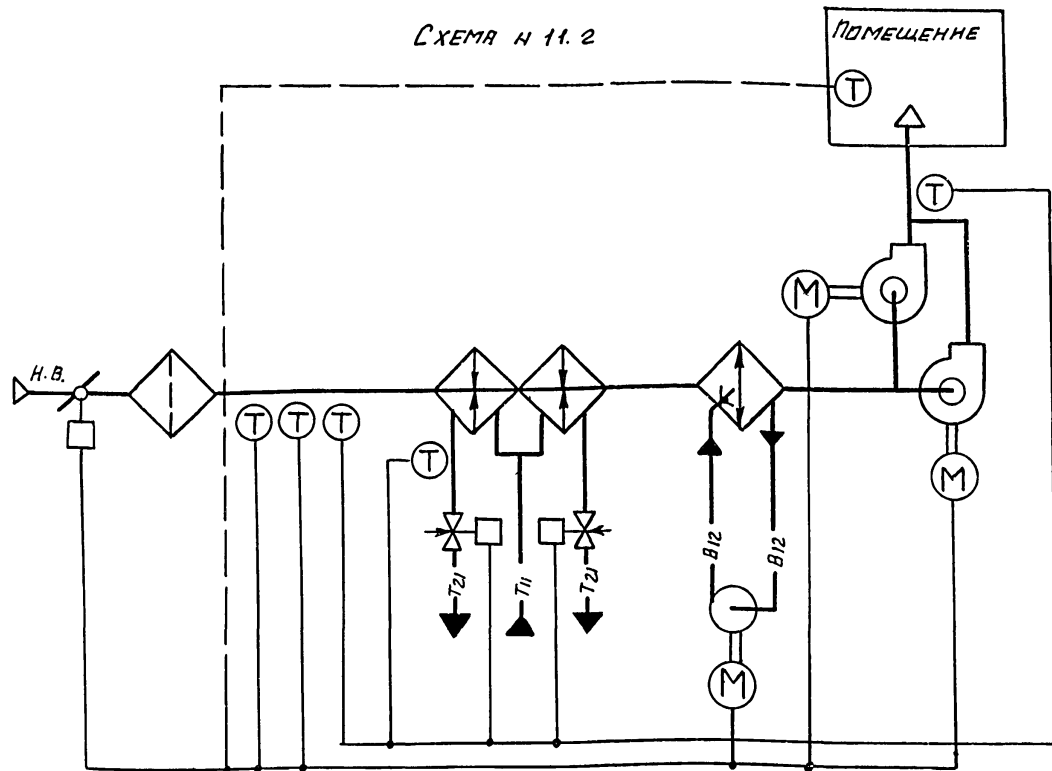 Схема н 11.2
Помещение
Т
Т
М
Н.В.
Т
Т
Т
Т
М
Т21
Т11
Т21
В12
В12
М